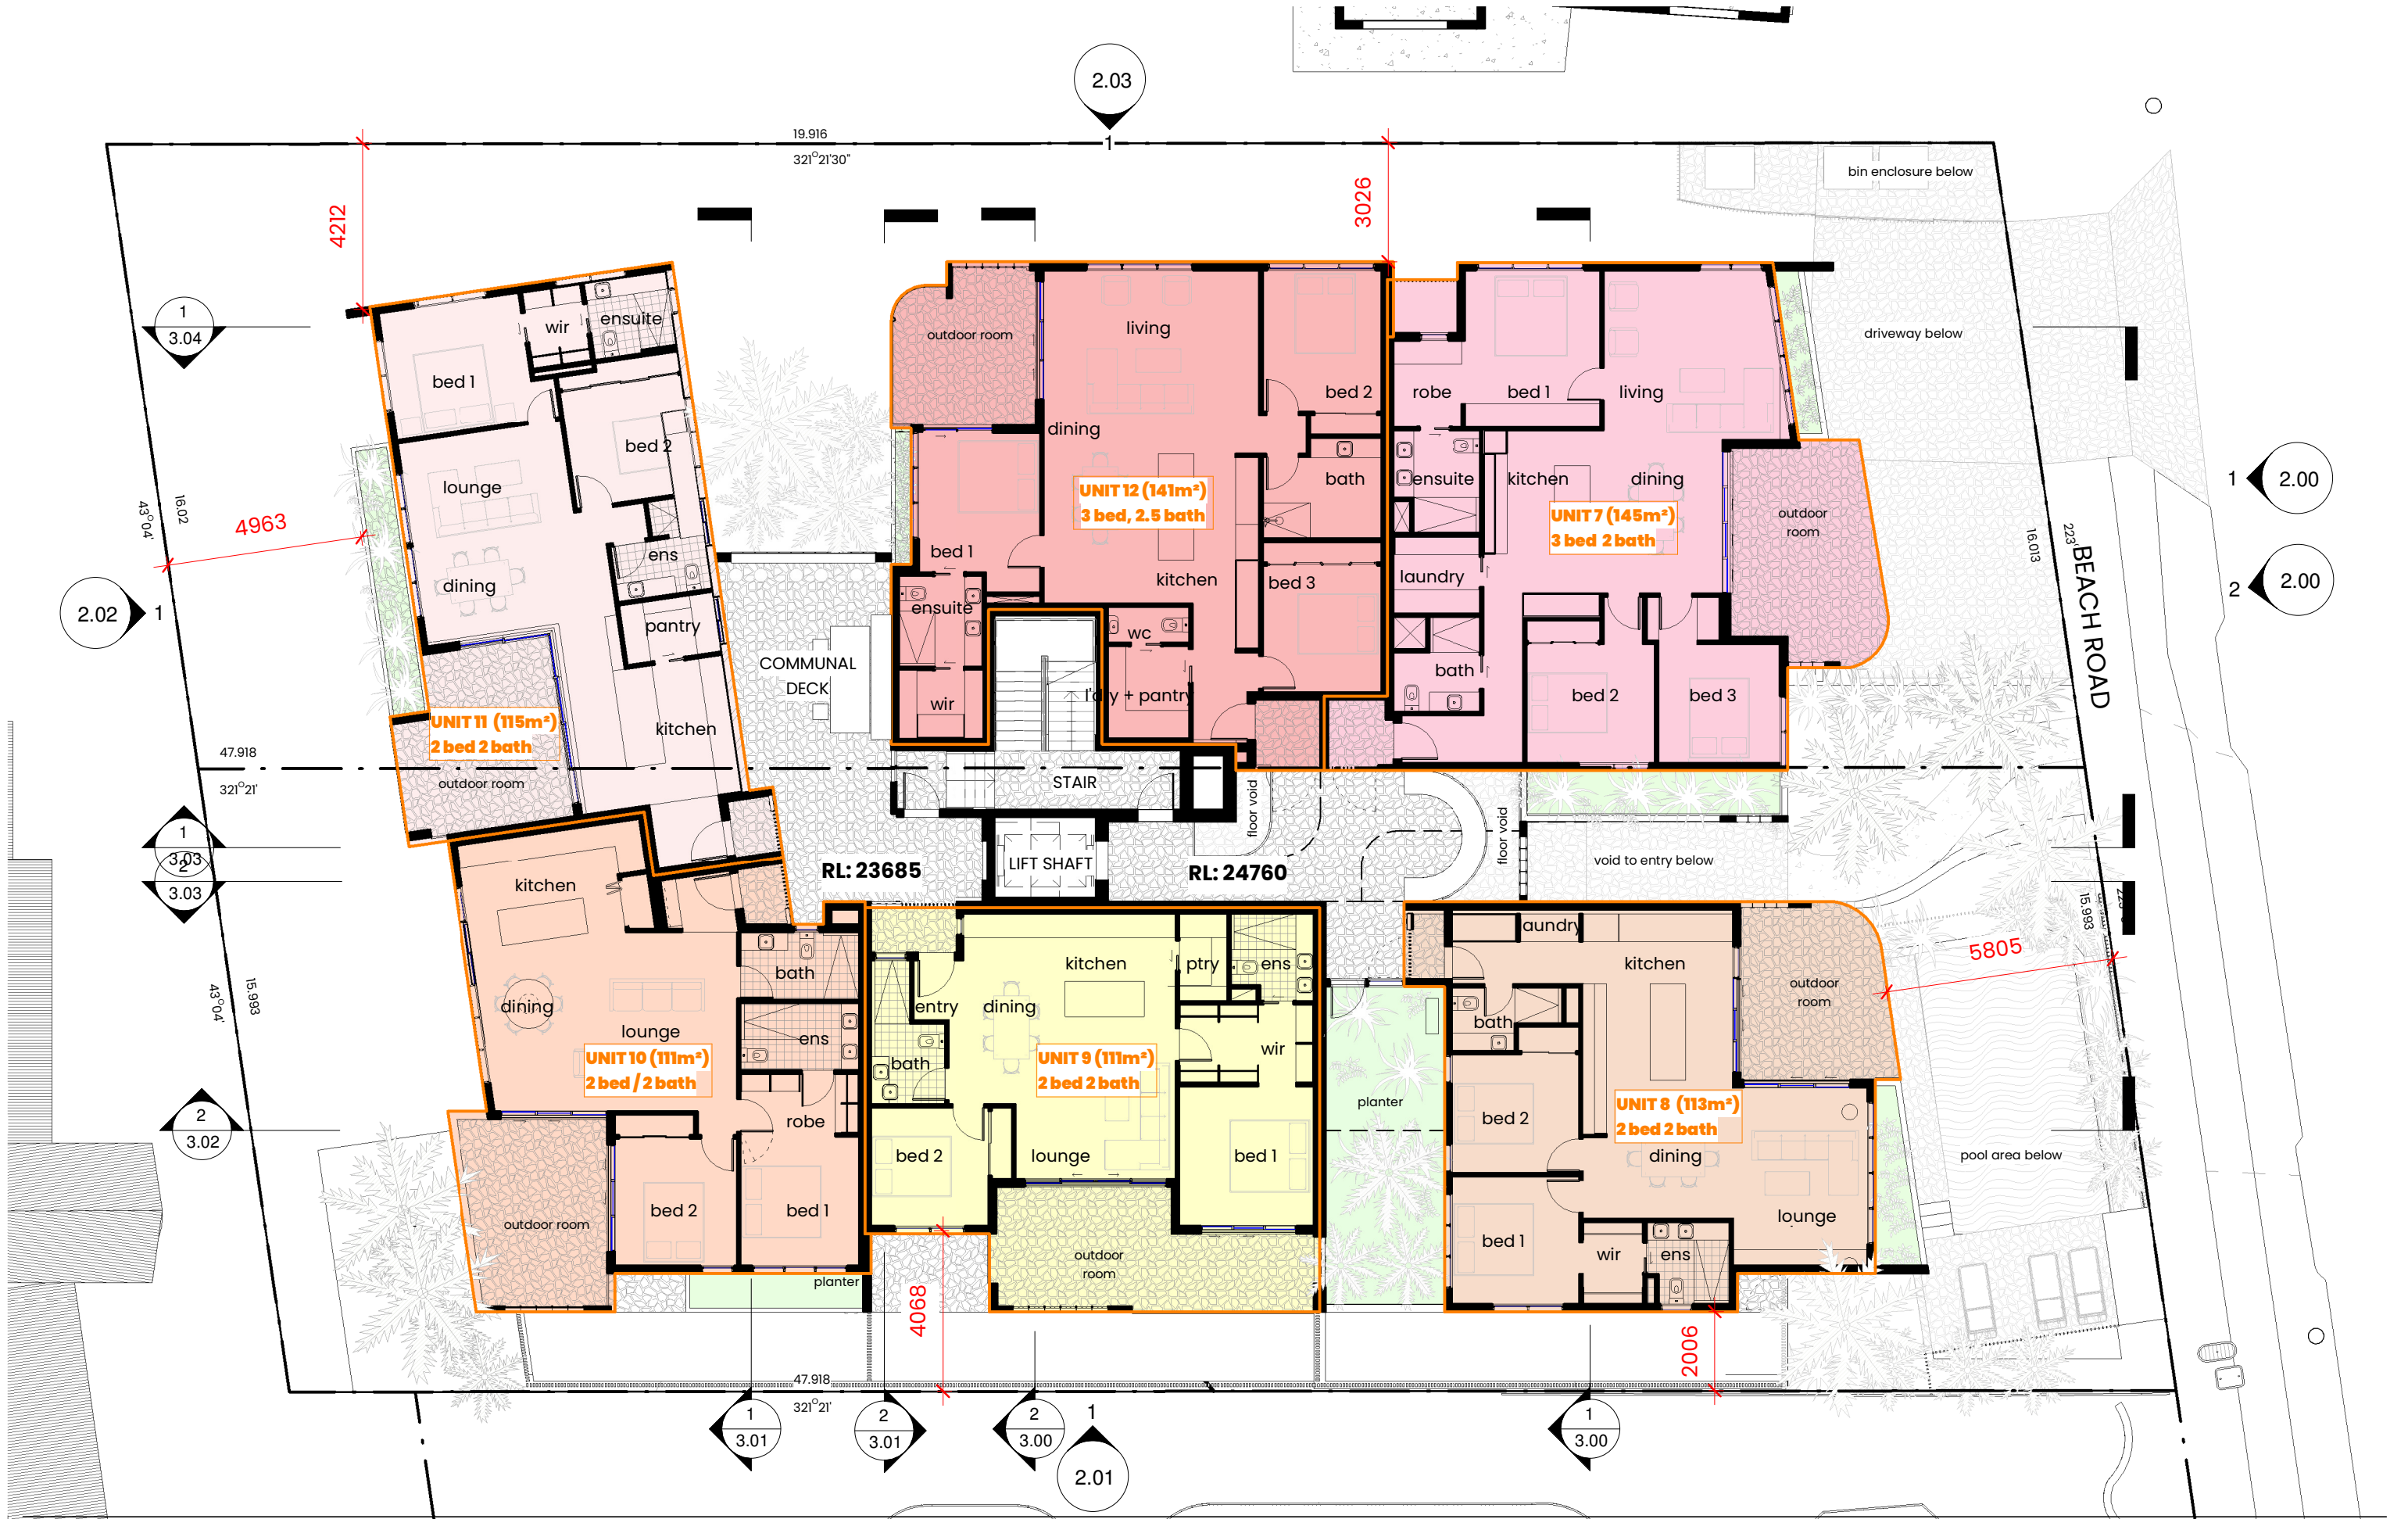 2.03
1
19.916
321°21'30"
bin enclosure below
4212
3026
1
3.04
wir
ensuite
bed 1
bed 2
lounge
ens
dining
pantry
kitchen
UNIT 11 (115m²)
2 bed 2 bath
outdoor room
outdoor room
living
bed 2
dining
UNIT 12 (141m²)
3 bed, 2.5 bath
bath
bed 1
kitchen
bed 3
ensuite
wc
l'dry + pantry
wir
robe
bed 1
living
ensuite
kitchen
dining
UNIT 7 (145m²)
3 bed 2 bath
outdoor
room
laundry
bath
bed 2
bed 3
driveway below
1
2.00
2
2.00
BEACH ROAD
16.013
16.02
43°04'
4963
2.02
1
COMMUNAL
DECK
47.918
321°21'
STAIR
floor void
floor void
LIFT SHAFT
RL: 23685
RL: 24760
void to entry below
1
3.03
2
3.03
15.993
43°04'
2
3.02
kitchen
dining
lounge
bath
ens
UNIT 10 (111m²)
2 bed / 2 bath
robe
bed 2
bed 1
outdoor room
planter
entry
dining
kitchen
ptry
ens
bath
UNIT 9 (111m²)
2 bed 2 bath
wir
bed 2
lounge
bed 1
outdoor
room
planter
laundry
kitchen
outdoor
room
bath
bed 2
UNIT 8 (113m²)
2 bed 2 bath
dining
bed 1
wir
ens
lounge
5805
15.993
pool area below
4068
2006
47.918
321°21'
1
3.01
2
3.01
2
3.00
1
2.01
1
3.00